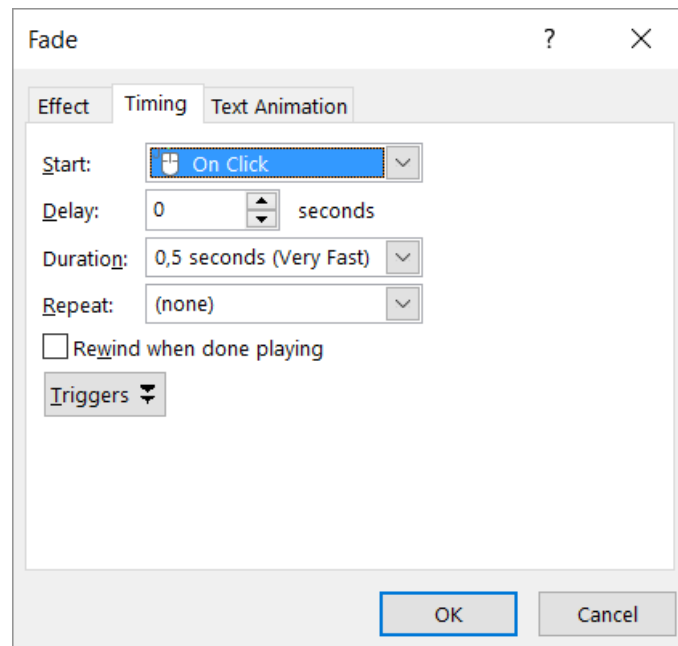 Fade
Effect Timing Text Animation
Start: On Click
Delay: 0 seconds
Duration: 0,5 seconds (Very Fast)
Repeat: (none)
Rewind when done playing
Triggers
OK Cancel